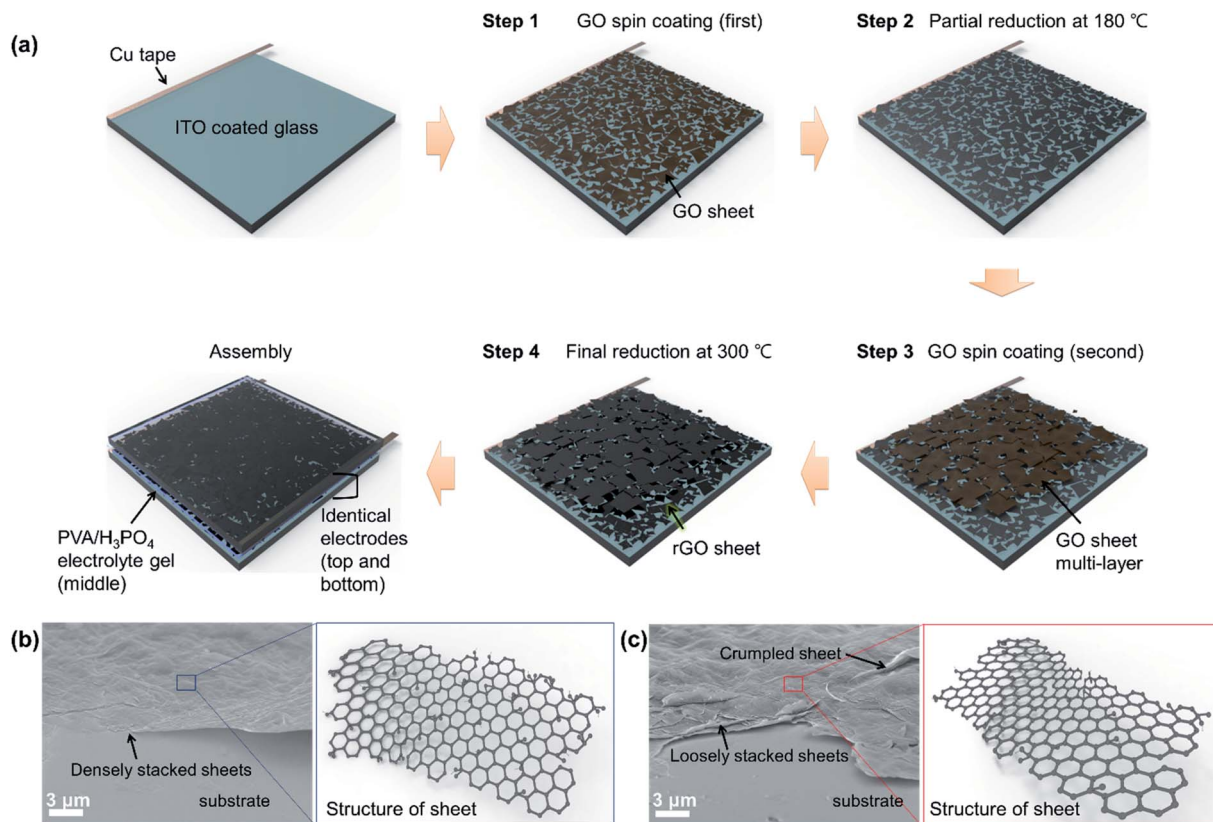 (a)
Cu tape
ITO coated glass
Step 1 GO spin coating (first)
GO sheet
Step 2 Partial reduction at 180 ℃
Assembly
PVA/H₃PO₄
electrolyte gel
(middle)
Identical
electrodes
(top and
bottom)
Step 4 Final reduction at 300 ℃
rGO sheet
Step 3 GO spin coating (second)
GO sheet
multi-layer
(b)
Densely stacked sheets
3 µm
substrate
Structure of sheet
(c)
Crumpled sheet
Loosely stacked sheets
3 µm
substrate
Structure of sheet